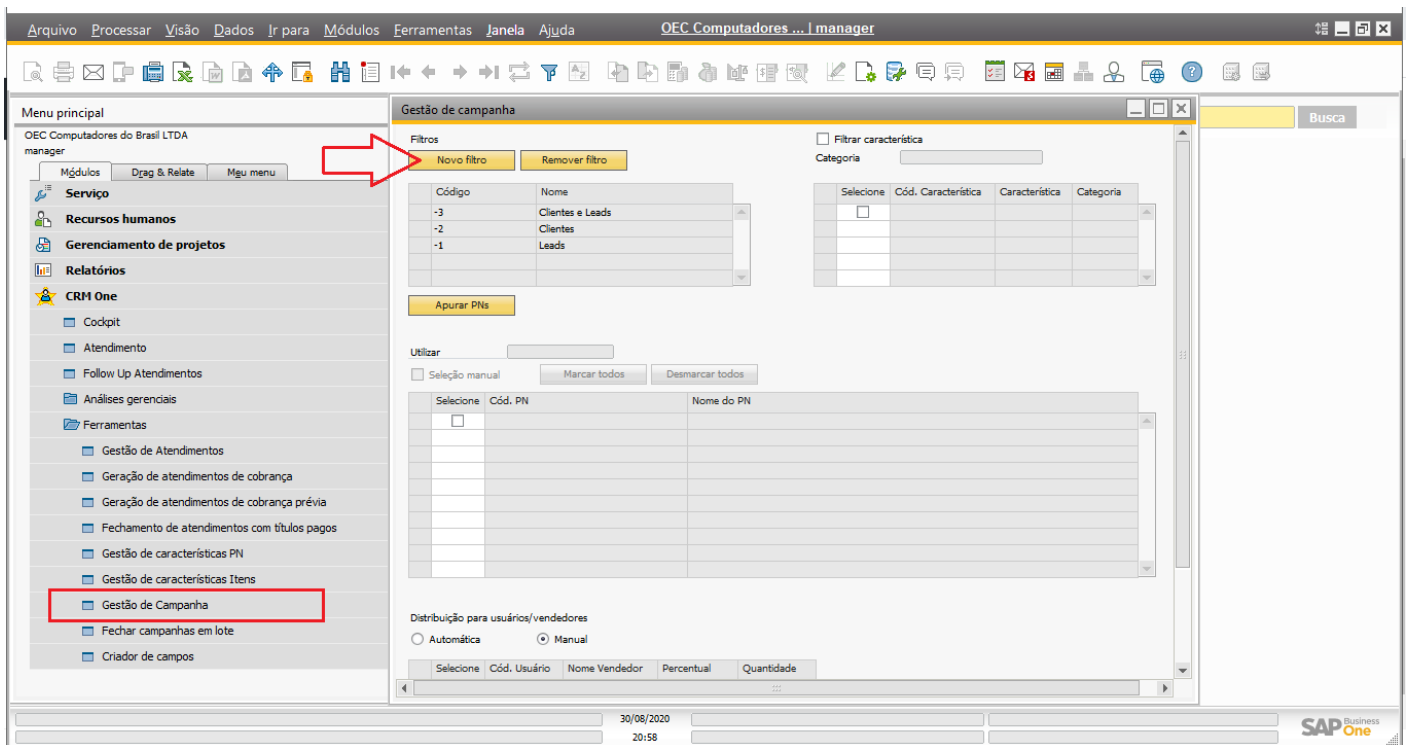 Arquivo Processar Visão Dados Ir para Módulos Ferramentas Janela Ajuda OEC Computadores ... | manager
Menu principal
OEC Computadores do Brasil LTDA
manager
Módulos Drag & Relate Meu menu
Serviço
Recursos humanos
Gerenciamento de projetos
Relatórios
CRM One
Cockpit
Atendimento
Follow Up Atendimentos
Análises gerenciais
Ferramentas
Gestão de Atendimentos
Geração de atendimentos de cobrança
Geração de atendimentos de cobrança prévia
Fechamento de atendimentos com títulos pagos
Gestão de características PN
Gestão de características Itens
Gestão de Campanha
Fechar campanhas em lote
Criador de campos
Gestão de campanha
Busca
Filtros
Novo filtro Remover filtro
Código Nome
-3 Clientes e Leads
-2 Clientes
-1 Leads
Filtrar característica
Categoria
Selecione Cód. Característica Característica Categoria
Apurar PNs
Utilizar
Seleção manual Marcar todos Desmarcar todos
Selecione Cód. PN Nome do PN
Distribuição para usuários/vendedores
Automática Manual
Selecione Cód. Usuário Nome Vendedor Percentual Quantidade
30/08/2020
20:58
SAP Business One